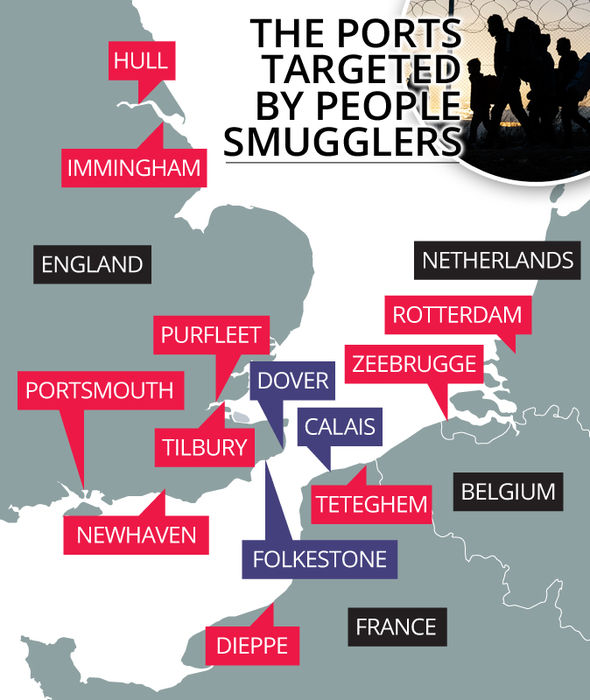 THE PORTS
TARGETED
BY PEOPLE
SMUGGLERS
HULL
IMMINGHAM
ENGLAND
NETHERLANDS
ROTTERDAM
PURFLEET
ZEEBRUGGE
DOVER
PORTSMOUTH
CALAIS
TILBURY
BELGIUM
TETEGHEM
NEWHAVEN
FOLKESTONE
FRANCE
DIEPPE